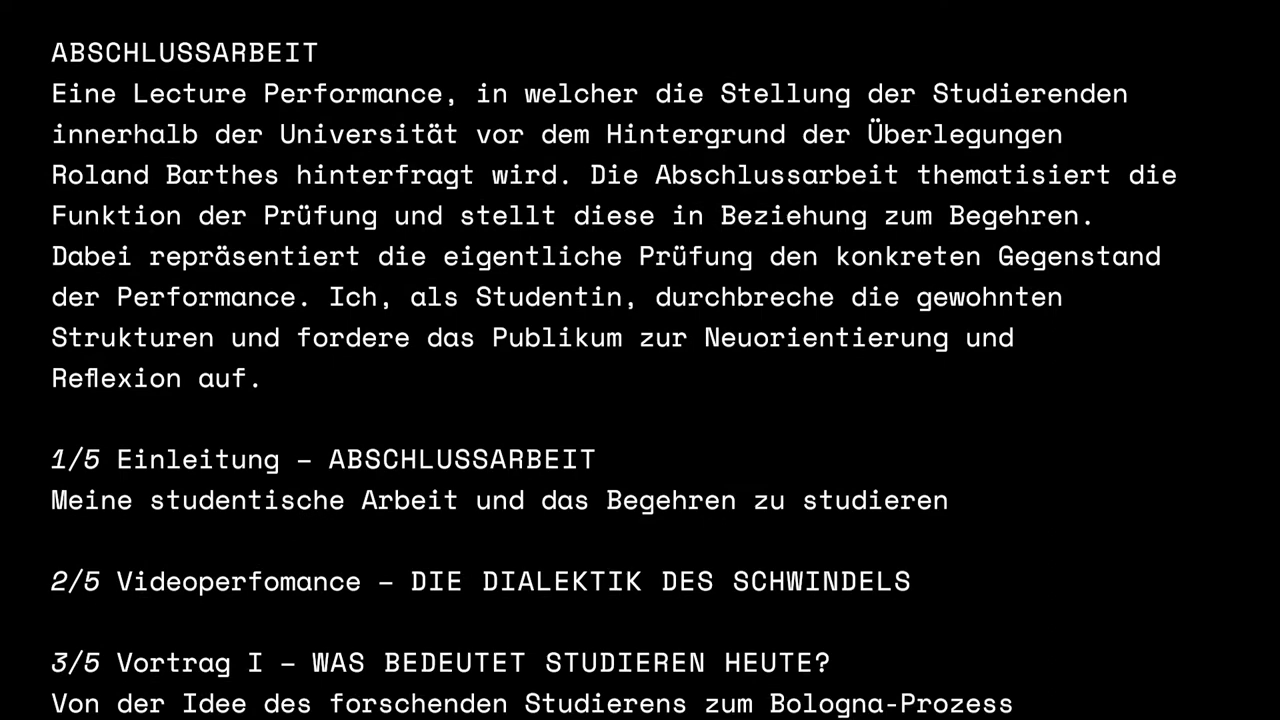 ABSCHLUSSARBEIT
Eine Lecture Performance, in welcher die Stellung der Studierenden
innerhalb der Universität vor dem Hintergrund der Überlegungen
Roland Barthes hinterfragt wird. Die Abschlussarbeit thematisiert die
Funktion der Prüfung und stellt diese in Beziehung zum Begehren.
Dabei repräsentiert die eigentliche Prüfung den konkreten Gegenstand
der Performance. Ich, als Studentin, durchbreche die gewohnten
Strukturen und fordere das Publikum zur Neuorientierung und
Reflexion auf.
1/5 Einleitung – ABSCHLUSSARBEIT
Meine studentische Arbeit und das Begehren zu studieren
2/5 Videoperfomance – DIE DIALEKTIK DES SCHWINDELS
3/5 Vortrag I – WAS BEDEUTET STUDIEREN HEUTE?
Von der Idee des forschenden Studierens zum Bologna-Prozess